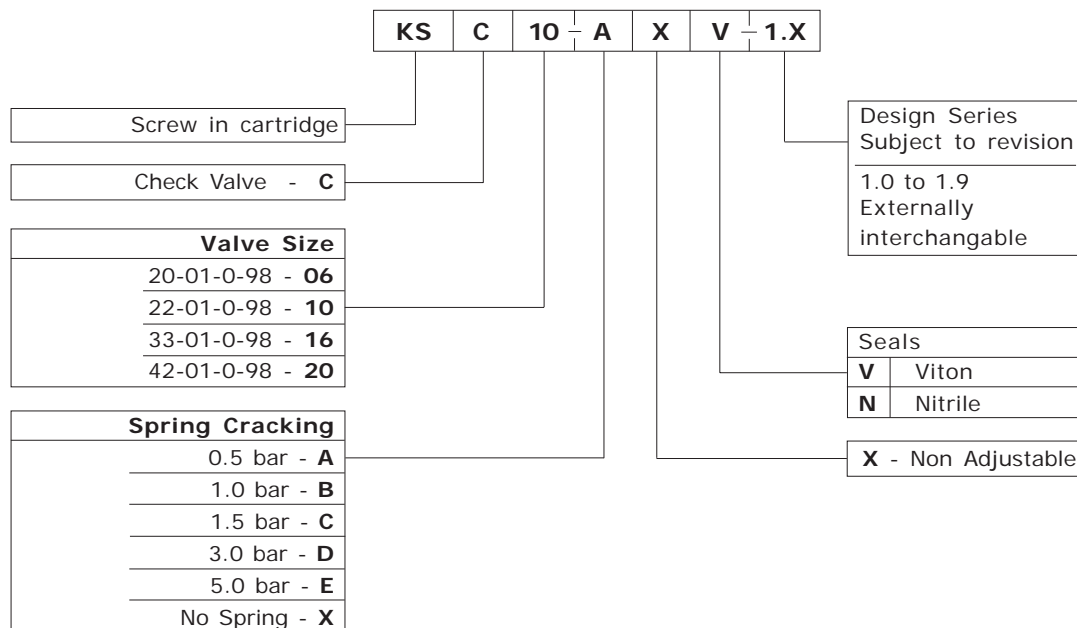 KS C 10 - A X V - 1.X
Screw in cartridge
Check Valve - C
Valve Size
20-01-0-98 - 06
22-01-0-98 - 10
33-01-0-98 - 16
42-01-0-98 - 20
Spring Cracking
0.5 bar - A
1.0 bar - B
1.5 bar - C
3.0 bar - D
5.0 bar - E
No Spring - X
Design Series
Subject to revision
1.0 to 1.9
Externally
interchangable
Seals
V Viton
N Nitrile
X - Non Adjustable